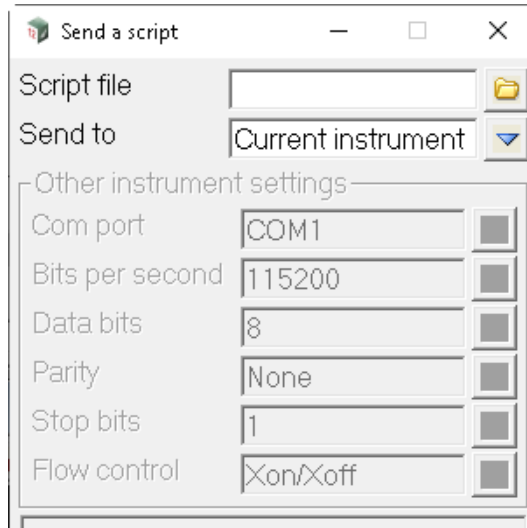 Send a script
Script file
Send to Current instrument
Other instrument settings
Com port COM1
Bits per second 115200
Data bits 8
Parity None
Stop bits 1
Flow control Xon/Xoff